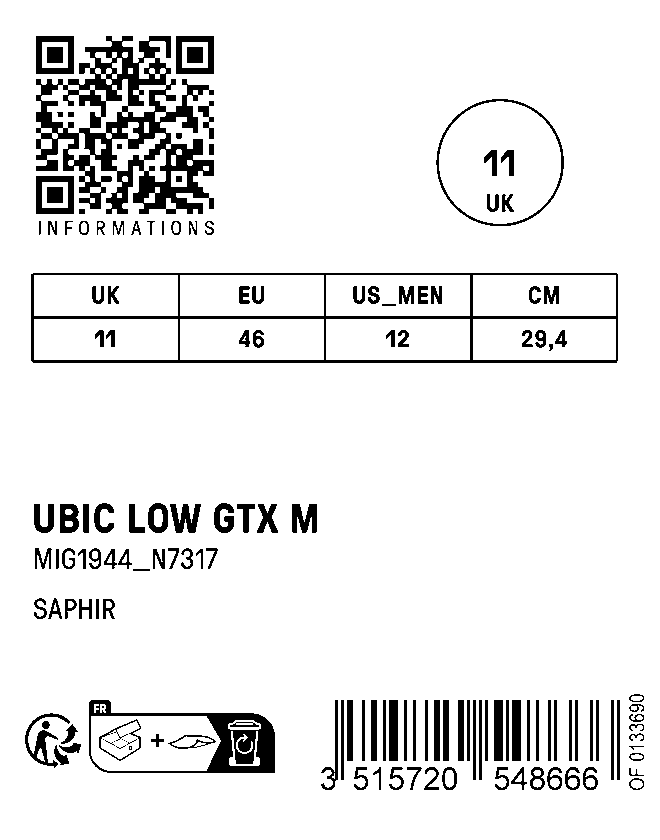 INFORMATIONS
11
UK
UK EU US_MEN CM
11 46 12 29,4
UBIC LOW GTX M
MIG1944_N7317
SAPHIR
FR
+
3 515720 548666
OF 0133690